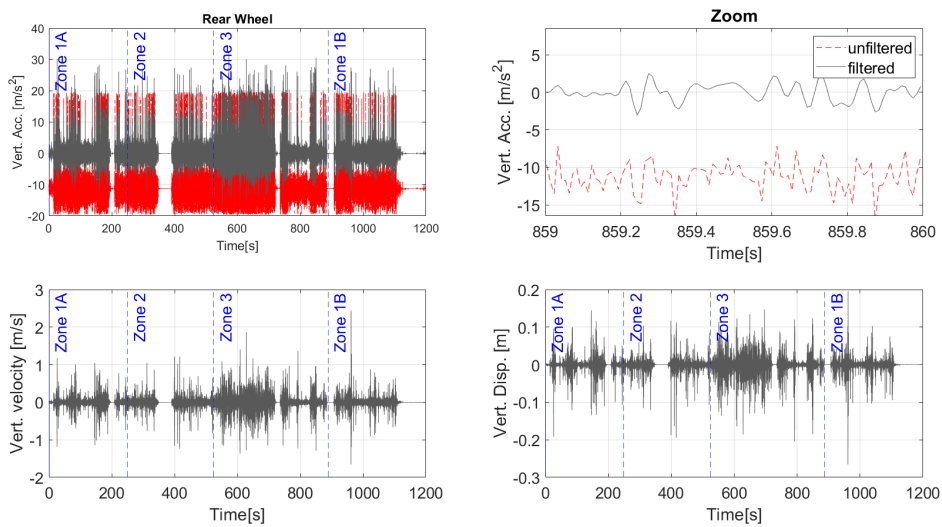 Rear Wheel
Vert. Acc. [m/s²]
40
30
20
10
0
-10
-20
Zone 1A
Zone 2
Zone 3
Zone 1B
0 200 400 600 800 1000 1200
Time[s]
Zoom
Vert. Acc. [m/s²]
5
0
-5
-10
-15
unfiltered
filtered
859 859.2 859.4 859.6 859.8 860
Time[s]
Vert. velocity [m/s]
3
2
1
0
-1
-2
Zone 1A
Zone 2
Zone 3
Zone 1B
0 200 400 600 800 1000 1200
Time[s]
Vert. Disp. [m]
0.2
0.1
0
-0.1
-0.2
-0.3
Zone 1A
Zone 2
Zone 3
Zone 1B
0 200 400 600 800 1000 1200
Time[s]